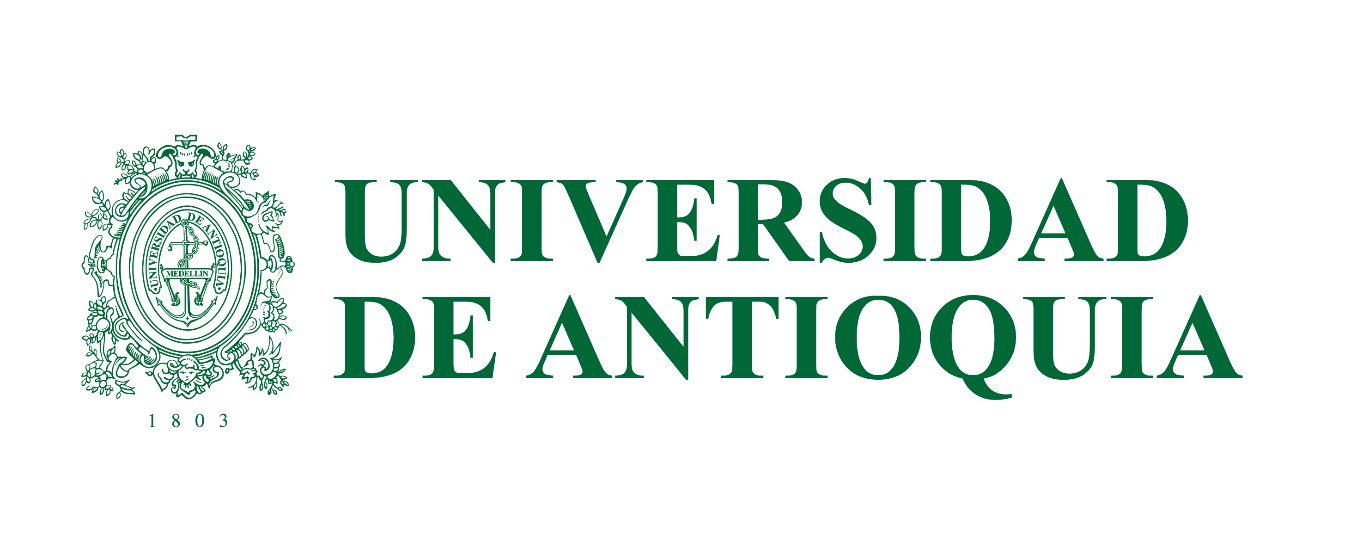 UNIVERSIDAD DE ANTIOQUIA
MEDELLIN
1803
UNIVERSIDAD
DE ANTIOQUIA